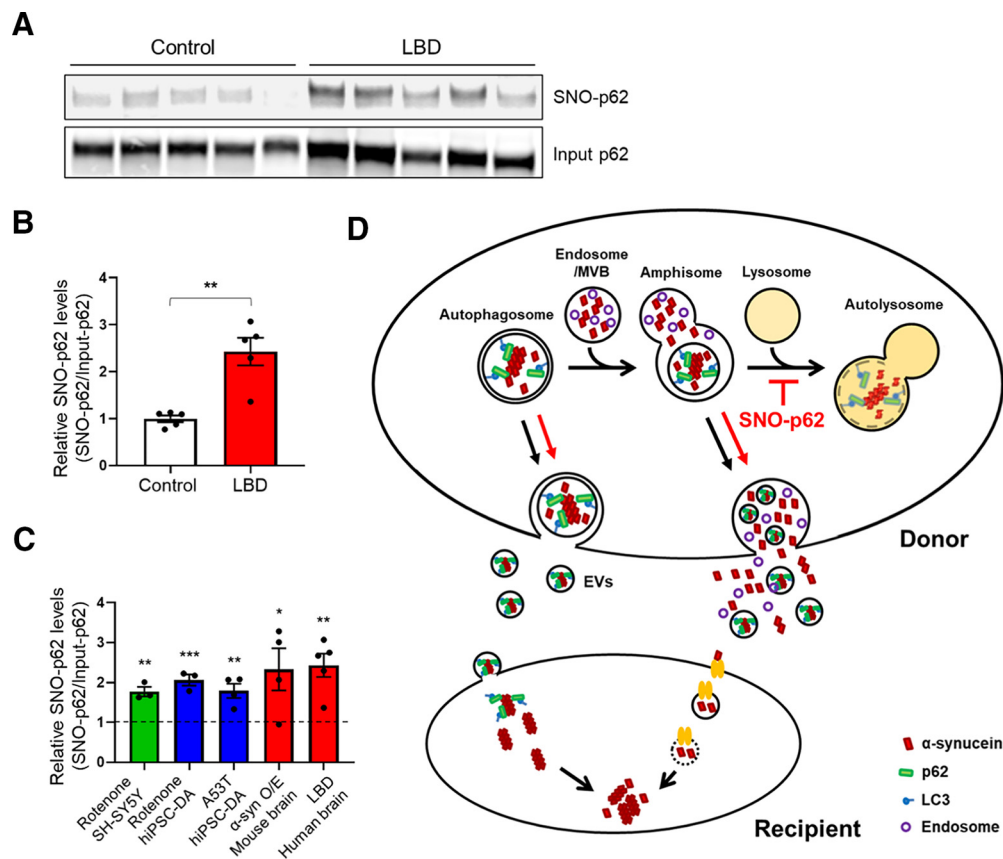 A
Control
LBD
SNO-p62
Input p62
B
Relative SNO-p62 levels
(SNO-p62/Input-p62)
4
3
2
1
0
**
Control
LBD
C
Relative SNO-p62 levels
(SNO-p62/Input-p62)
4
3
2
1
0
**
***
**
*
**
Rotenone
SH-SY5Y
Rotenone
hiPSC-DA
A53T
hiPSC-DA
α-syn O/E
Mouse brain
LBD
Human brain
D
Endosome
/MVB
Amphisome
Lysosome
Autophagosome
Autolysosome
SNO-p62
Donor
EVs
Recipient
α-synucein
p62
LC3
Endosome